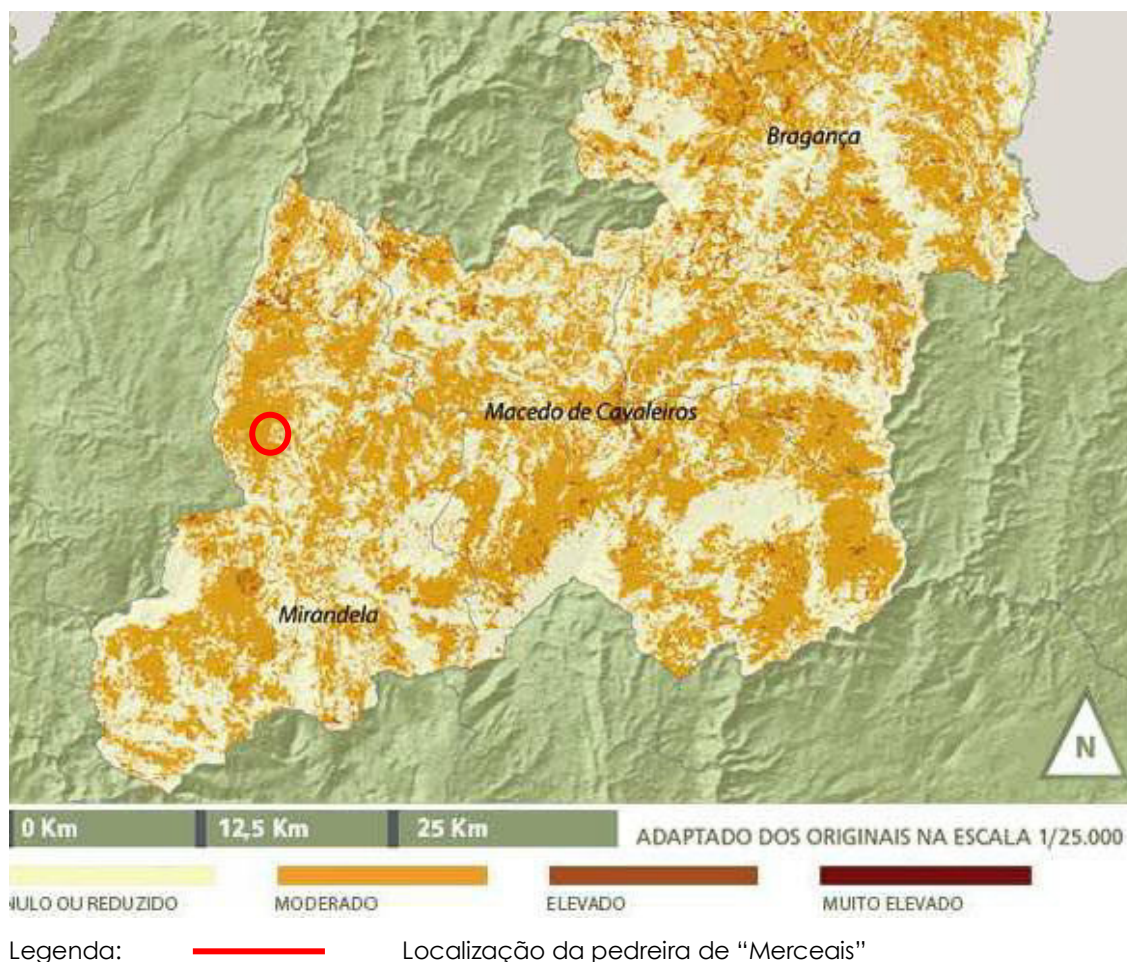 Bragança
Macedo de Cavaleiros
Mirandela
N
0 Km 12,5 Km 25 Km ADAPTADO DOS ORIGINAIS NA ESCALA 1/25.000
NULO OU REDUZIDO MODERADO ELEVADO MUITO ELEVADO
Legenda: Localização da pedreira de “Merceais”